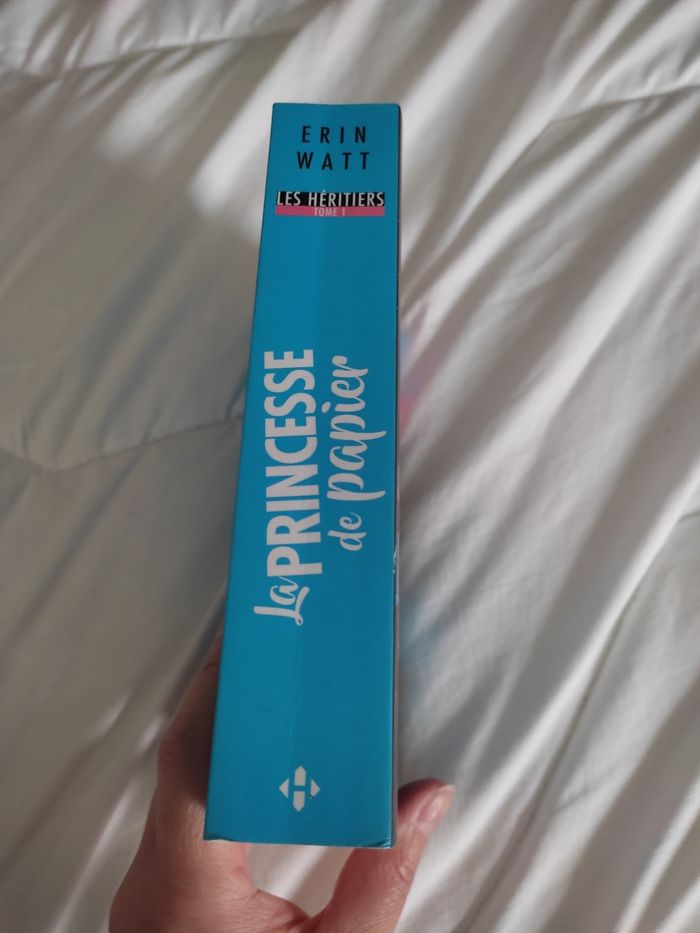 ERIN
WATT
LES HÉRITIERS
TOME 1
La PRINCESSE
de papier